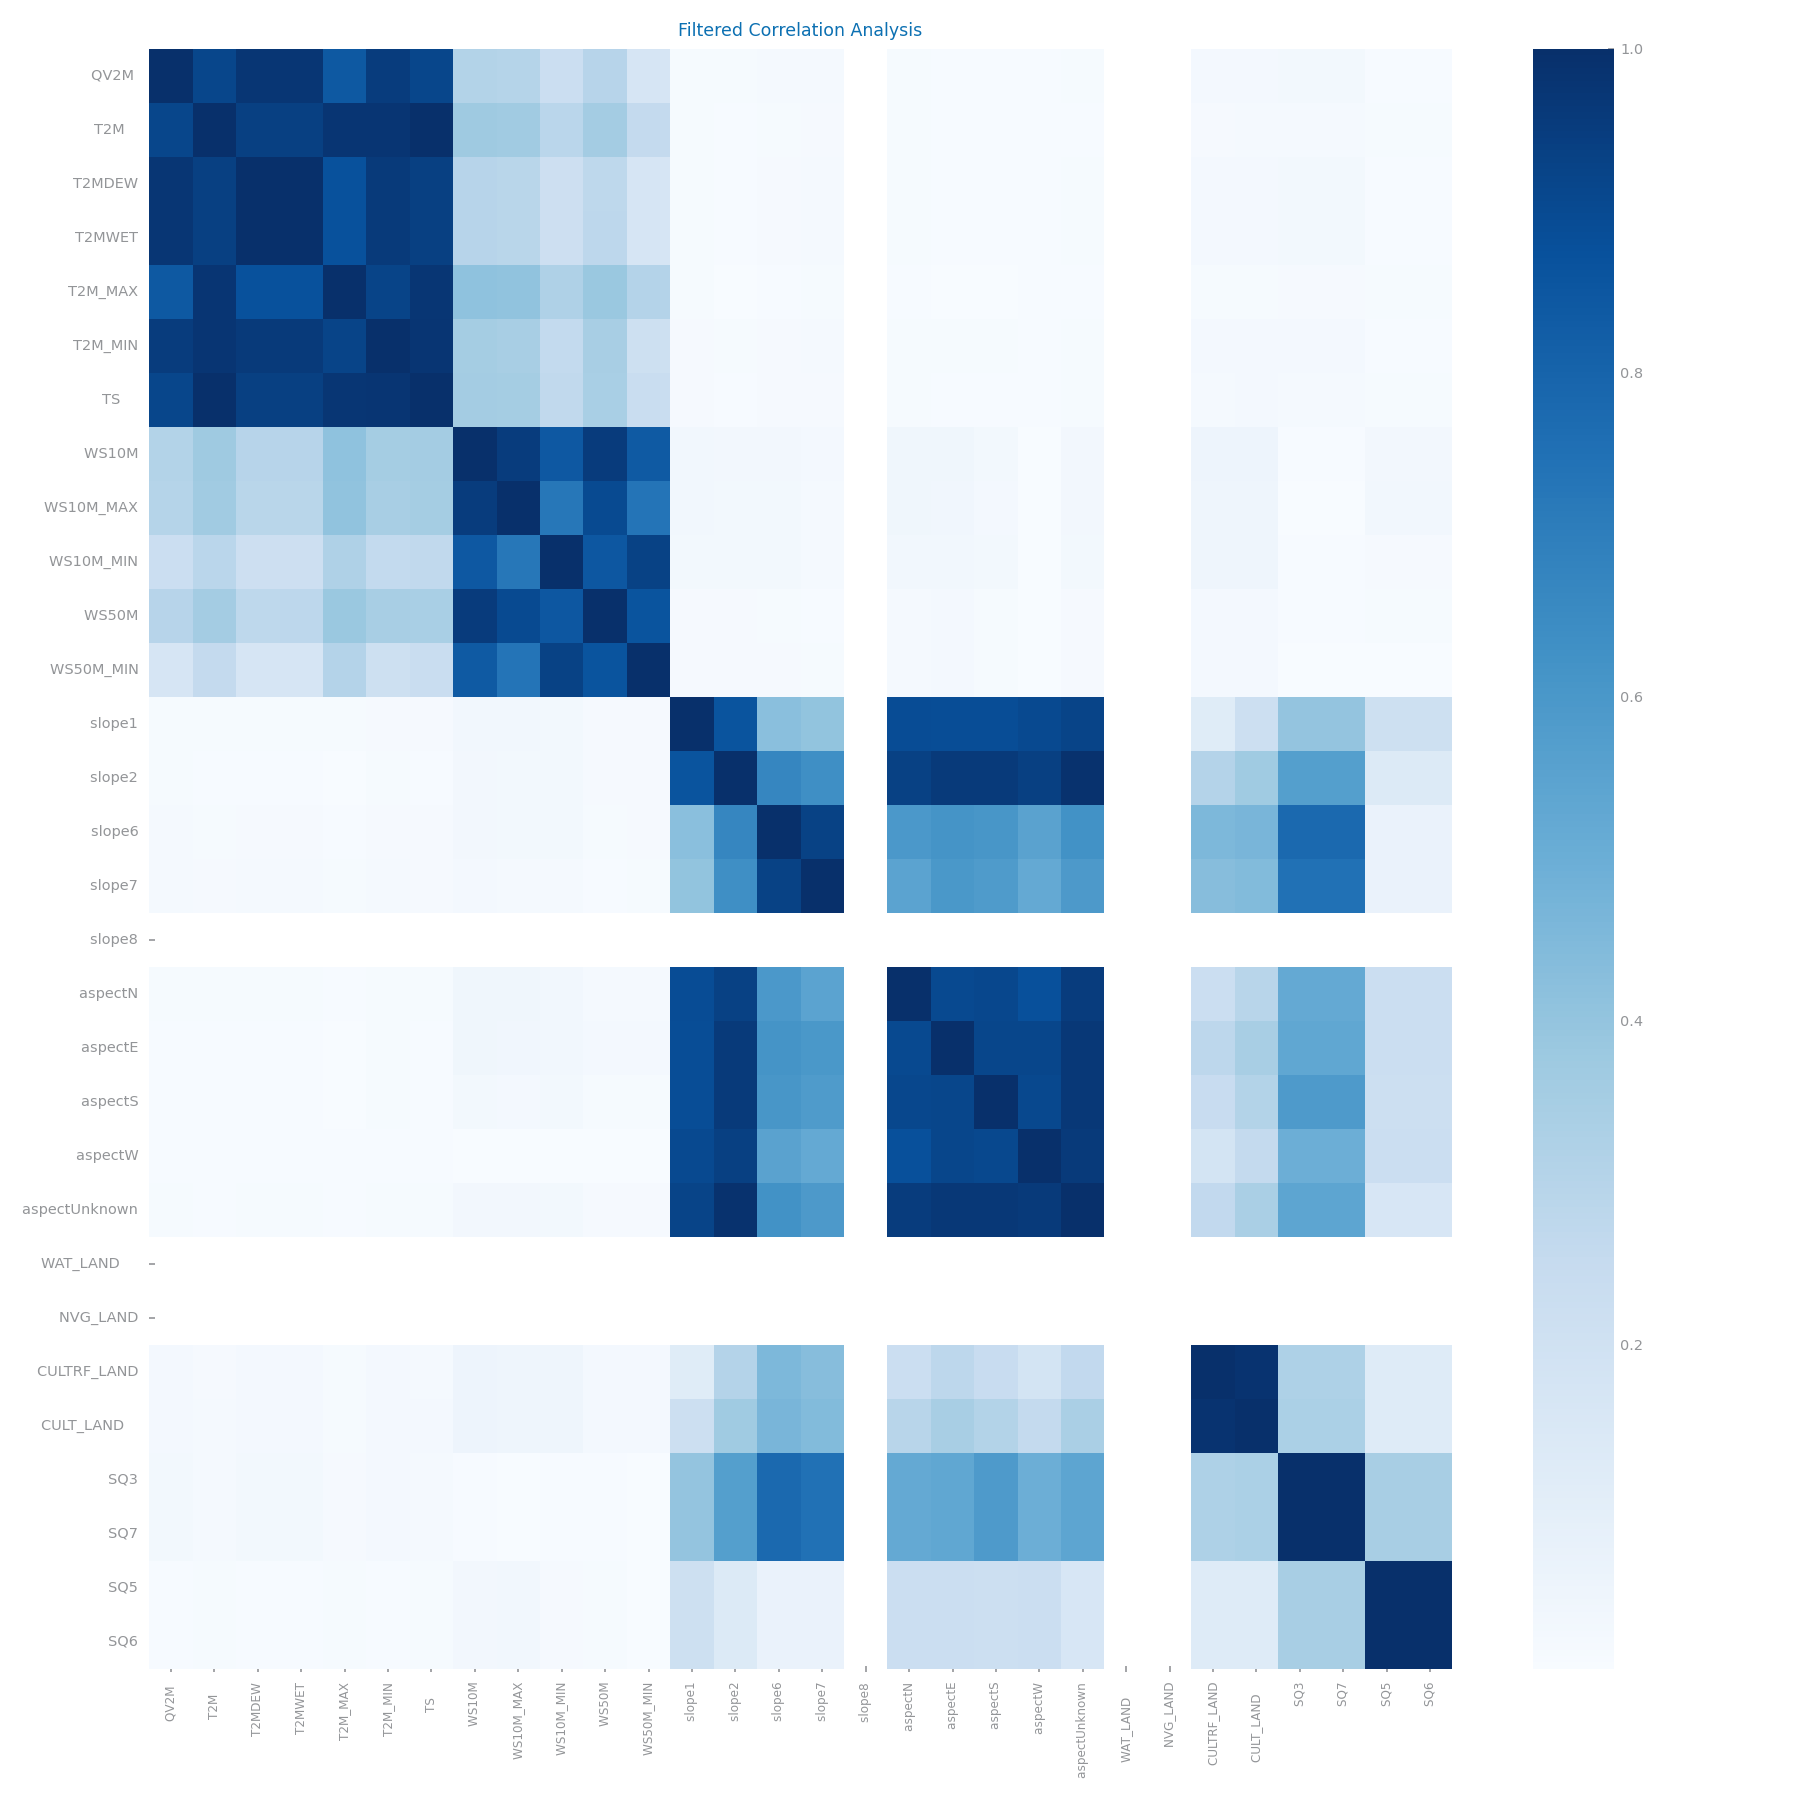 Filtered Correlation Analysis
QV2M
T2M
T2MDEW
T2MWET
T2M_MAX
T2M_MIN
TS
WS10M
WS10M_MAX
WS10M_MIN
WS50M
WS50M_MIN
slope1
slope2
slope6
slope7
slope8
aspectN
aspectE
aspectS
aspectW
aspectUnknown
WAT_LAND
NVG_LAND
CULTRF_LAND
CULT_LAND
SQ3
SQ7
SQ5
SQ6
QV2M
T2M
T2MDEW
T2MWET
T2M_MAX
T2M_MIN
TS
WS10M
WS10M_MAX
WS10M_MIN
WS50M
WS50M_MIN
slope1
slope2
slope6
slope7
slope8
aspectN
aspectE
aspectS
aspectW
aspectUnknown
WAT_LAND
NVG_LAND
CULTRF_LAND
CULT_LAND
SQ3
SQ7
SQ5
SQ6
1.0
0.8
0.6
0.4
0.2